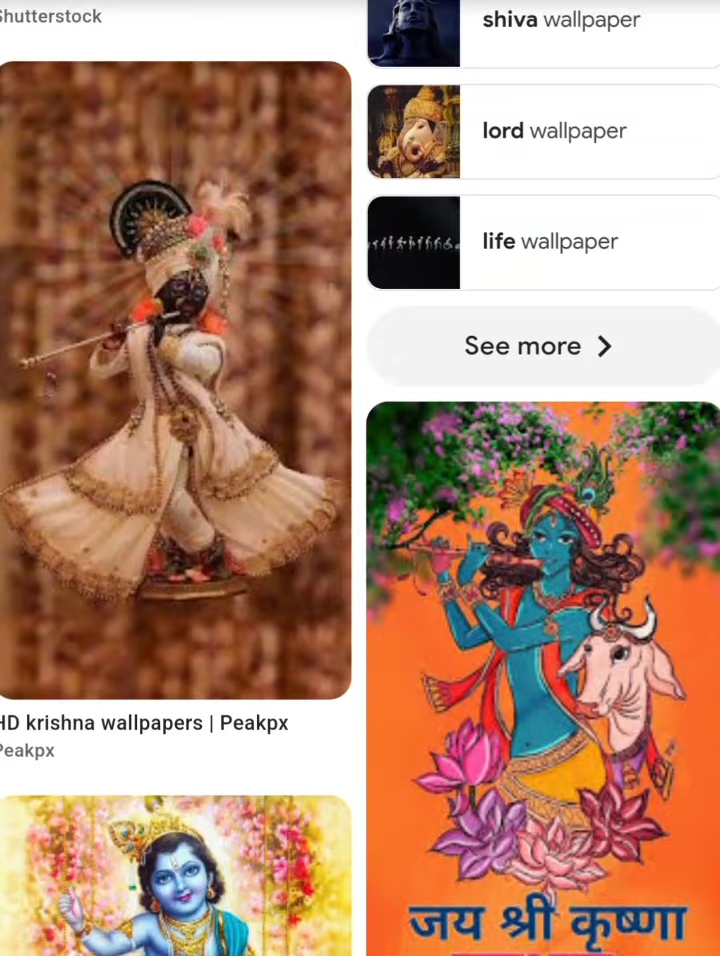 Shutterstock
HD krishna wallpapers | Peakpx
Peakpx
shiva wallpaper
lord wallpaper
life wallpaper
See more
जय श्री कृष्णा